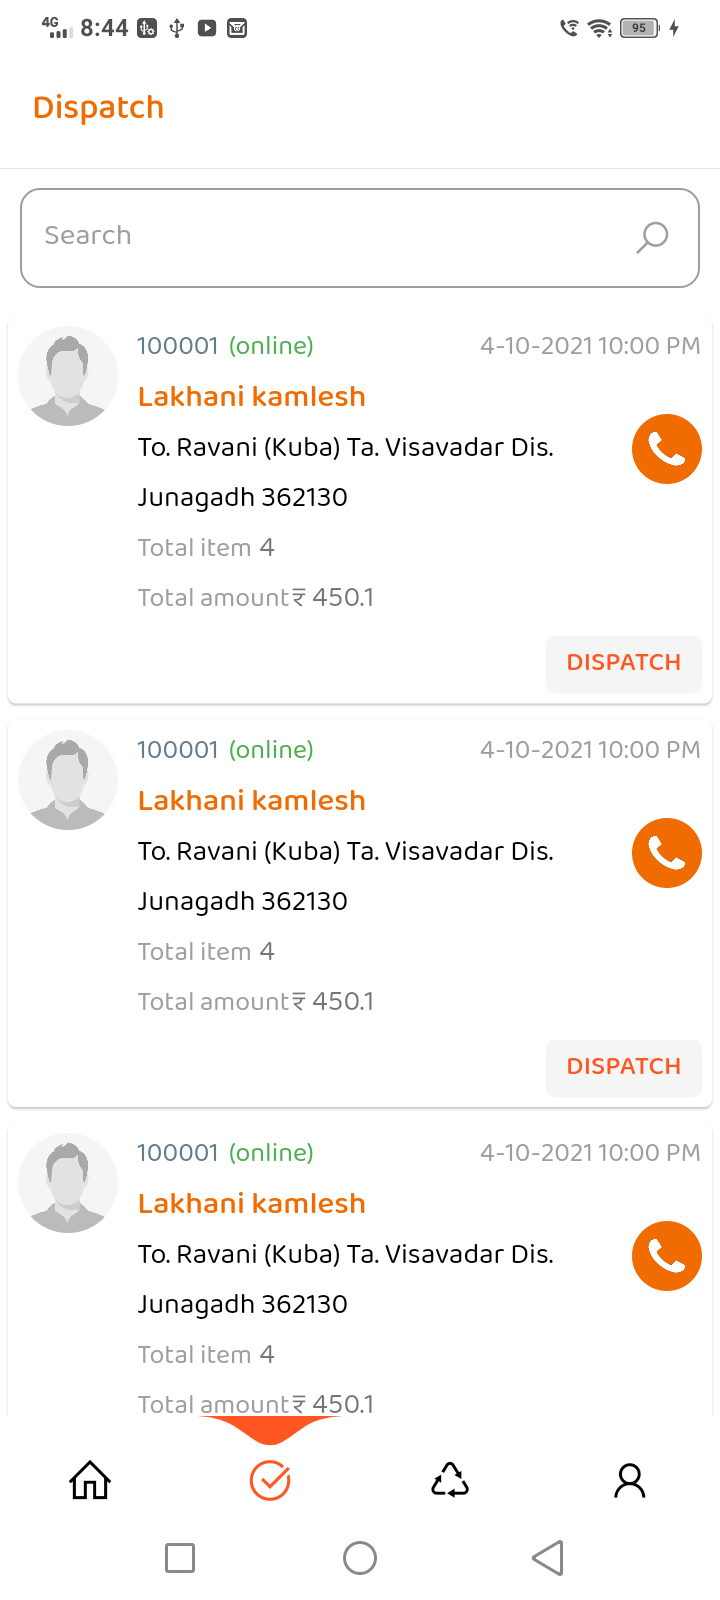 4G 8:44 95
Dispatch
Search
100001 (online) 4-10-2021 10:00 PM
Lakhani kamlesh
To. Ravani (Kuba) Ta. Visavadar Dis.
Junagadh 362130
Total item 4
Total amount₹ 450.1
DISPATCH
100001 (online) 4-10-2021 10:00 PM
Lakhani kamlesh
To. Ravani (Kuba) Ta. Visavadar Dis.
Junagadh 362130
Total item 4
Total amount₹ 450.1
DISPATCH
100001 (online) 4-10-2021 10:00 PM
Lakhani kamlesh
To. Ravani (Kuba) Ta. Visavadar Dis.
Junagadh 362130
Total item 4
Total amount₹ 450.1